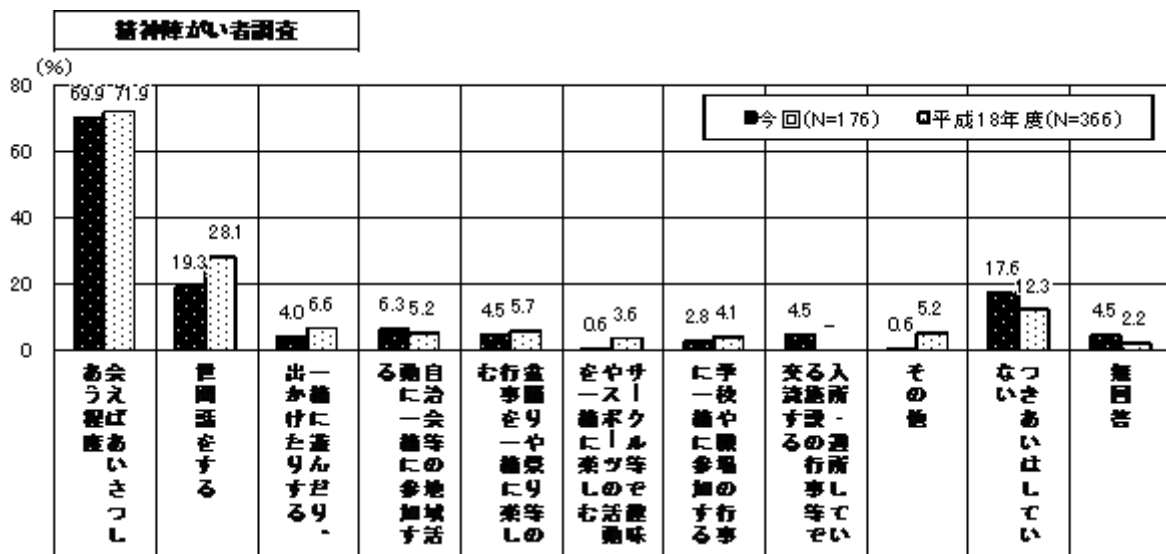 精神障がい者調査
(%)
80
60
40
20
0
■今回(N=176) □平成18年度(N=366)
69.9 71.9
19.3 28.1
4.0 6.6
6.3 5.2
4.5 5.7
0.6 3.6
2.8 4.1
4.5 –
0.6 5.2
17.6 12.3
4.5 2.2
会えばあいさつし
あう程度
世間話をする
一緒に遊んだり、
出かけたりする
自治会等の地域活
動に一緒に参加す
る
盆踊りや祭り等の
行事を一緒に楽し
む
サークル等で趣味
やスポーツの活動
を一緒に楽しむ
学校や職場の行事
に一緒に参加する
入所・通所してい
る施設の行事等で
交流する
その他
つきあいはしてい
ない
無回答